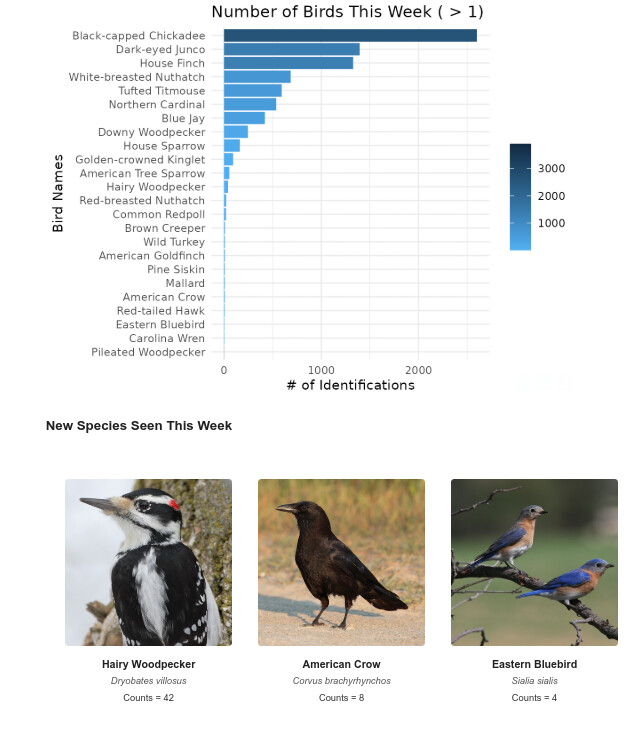 Number of Birds This Week ( > 1)
Black-capped Chickadee
Dark-eyed Junco
House Finch
White-breasted Nuthatch
Tufted Titmouse
Northern Cardinal
Blue Jay
Downy Woodpecker
House Sparrow
Golden-crowned Kinglet
American Tree Sparrow
Hairy Woodpecker
Red-breasted Nuthatch
Common Redpoll
Brown Creeper
Wild Turkey
American Goldfinch
Pine Siskin
Mallard
American Crow
Red-tailed Hawk
Eastern Bluebird
Carolina Wren
Pileated Woodpecker
Bird Names
0 1000 2000
# of Identifications
3000
2000
1000
New Species Seen This Week
Hairy Woodpecker American Crow Eastern Bluebird
Dryobates villosus Corvus brachyrhynchos Sialia sialis
Counts = 42 Counts = 8 Counts = 4